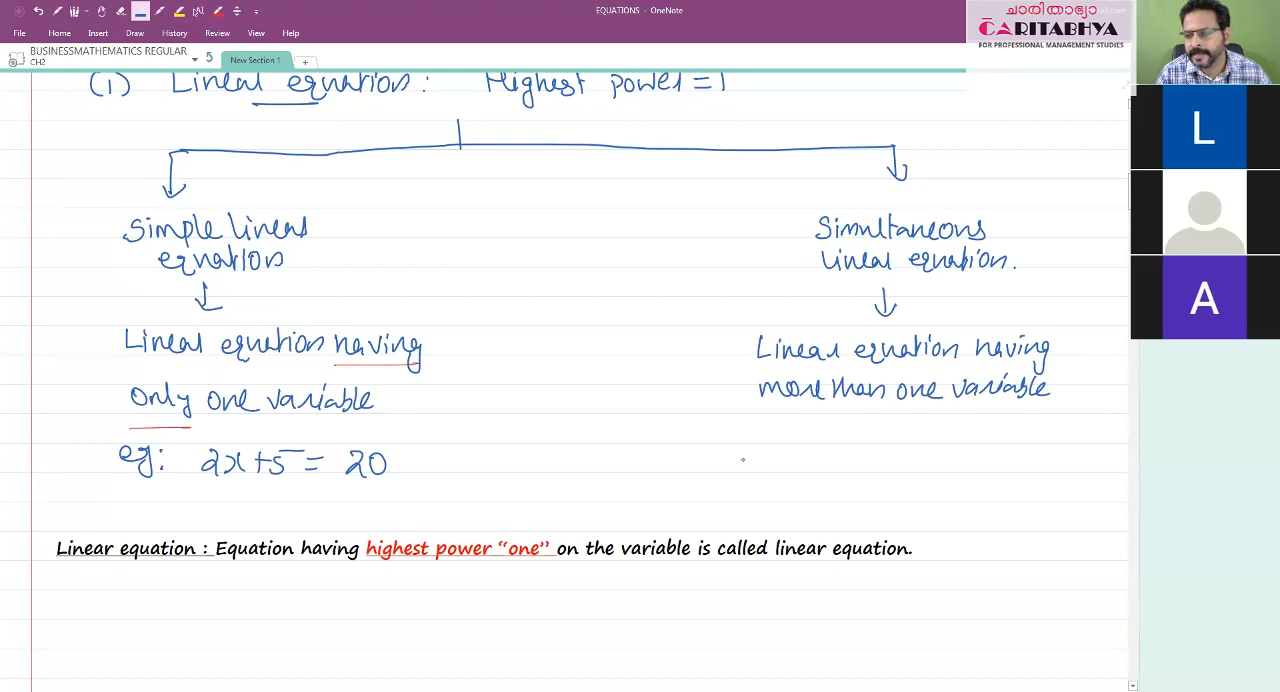 EQUATIONS - OneNote
File Home Insert Draw History Review View Help
ചാരിതാഭ്യാ
CARITABHYA
FOR PROFESSIONAL MANAGEMENT STUDIES
BUSINESSMATHEMATICS REGULAR
CH2
New Section 1
(1) Linear equation: Highest power = 1
Simple linear
equation
Simultaneous
linear equation.
Linear equation having
Only one variable
eg: 2x+5 = 20
Linear equation having
more than one variable
Linear equation : Equation having highest power “one” on the variable is called linear equation.
L
A